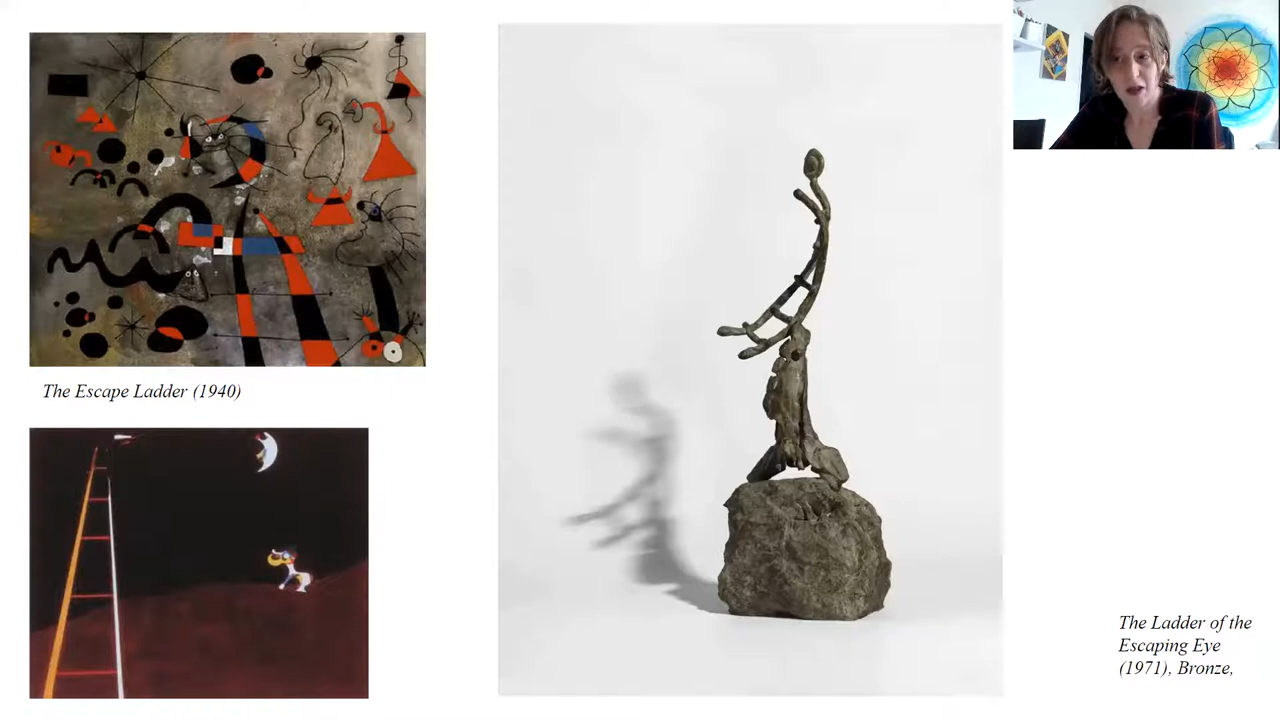 The Escape Ladder (1940)
The Ladder of the
Escaping Eye
(1971), Bronze,